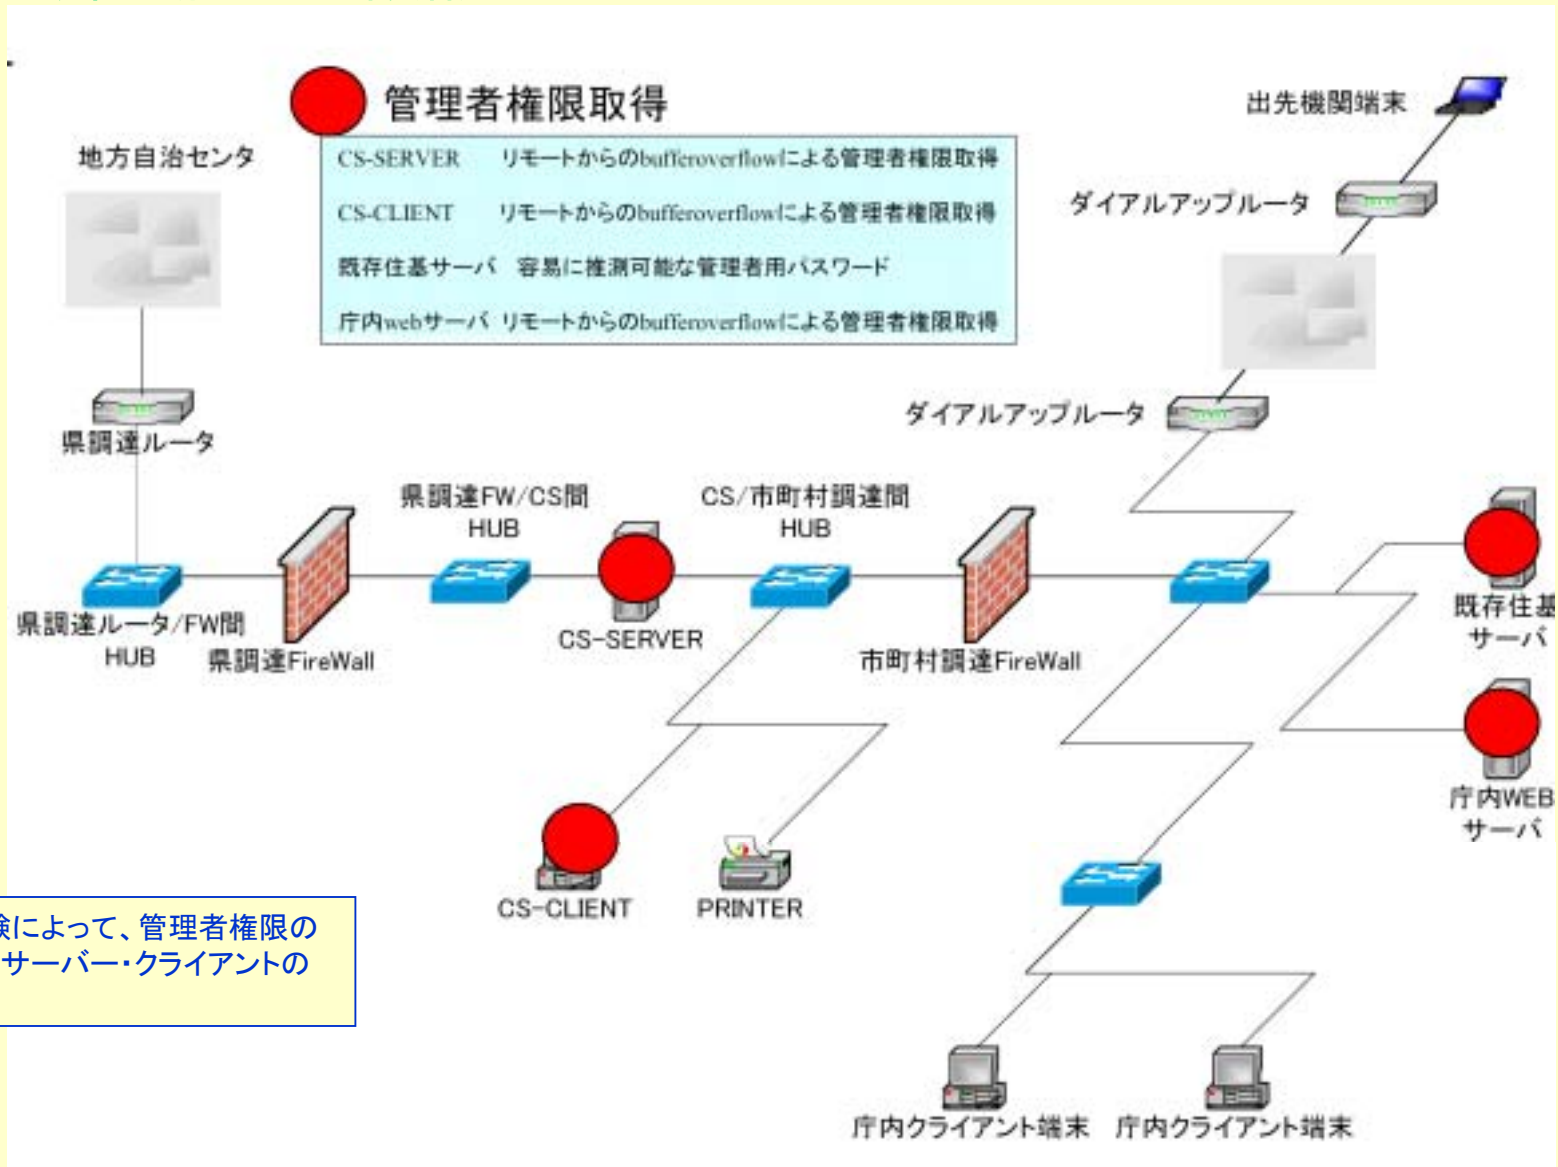 管理者権限取得
CS-SERVER リモートからのbufferoverflowによる管理者権限取得
CS-CLIENT リモートからのbufferoverflowによる管理者権限取得
既存住基サーバ 容易に推測可能な管理者用パスワード
庁内webサーバ リモートからのbufferoverflowによる管理者権限取得
地方自治センタ
出先機関端末
ダイアルアップルータ
ダイアルアップルータ
県調達ルータ
県調達FW/CS間
HUB
CS/市町村調達間
HUB
県調達ルータ/FW間
HUB
県調達FireWall
CS-SERVER
市町村調達FireWall
既存住基
サーバ
庁内WEB
サーバ
CS-CLIENT
PRINTER
によって、管理者権限の
サーバー・クライアントの
庁内クライアント端末
庁内クライアント端末